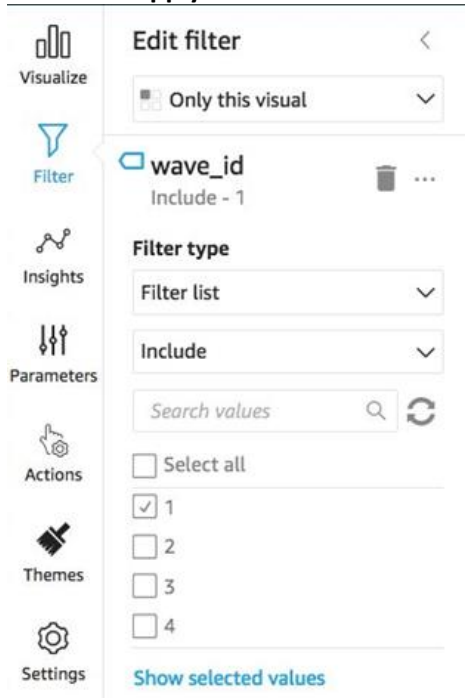 Visualize
Filter
Insights
Parameters
Actions
Themes
Settings
Edit filter
Only this visual
wave_id
Include - 1
Filter type
Filter list
Include
Search values
Select all
1
2
3
4
Show selected values